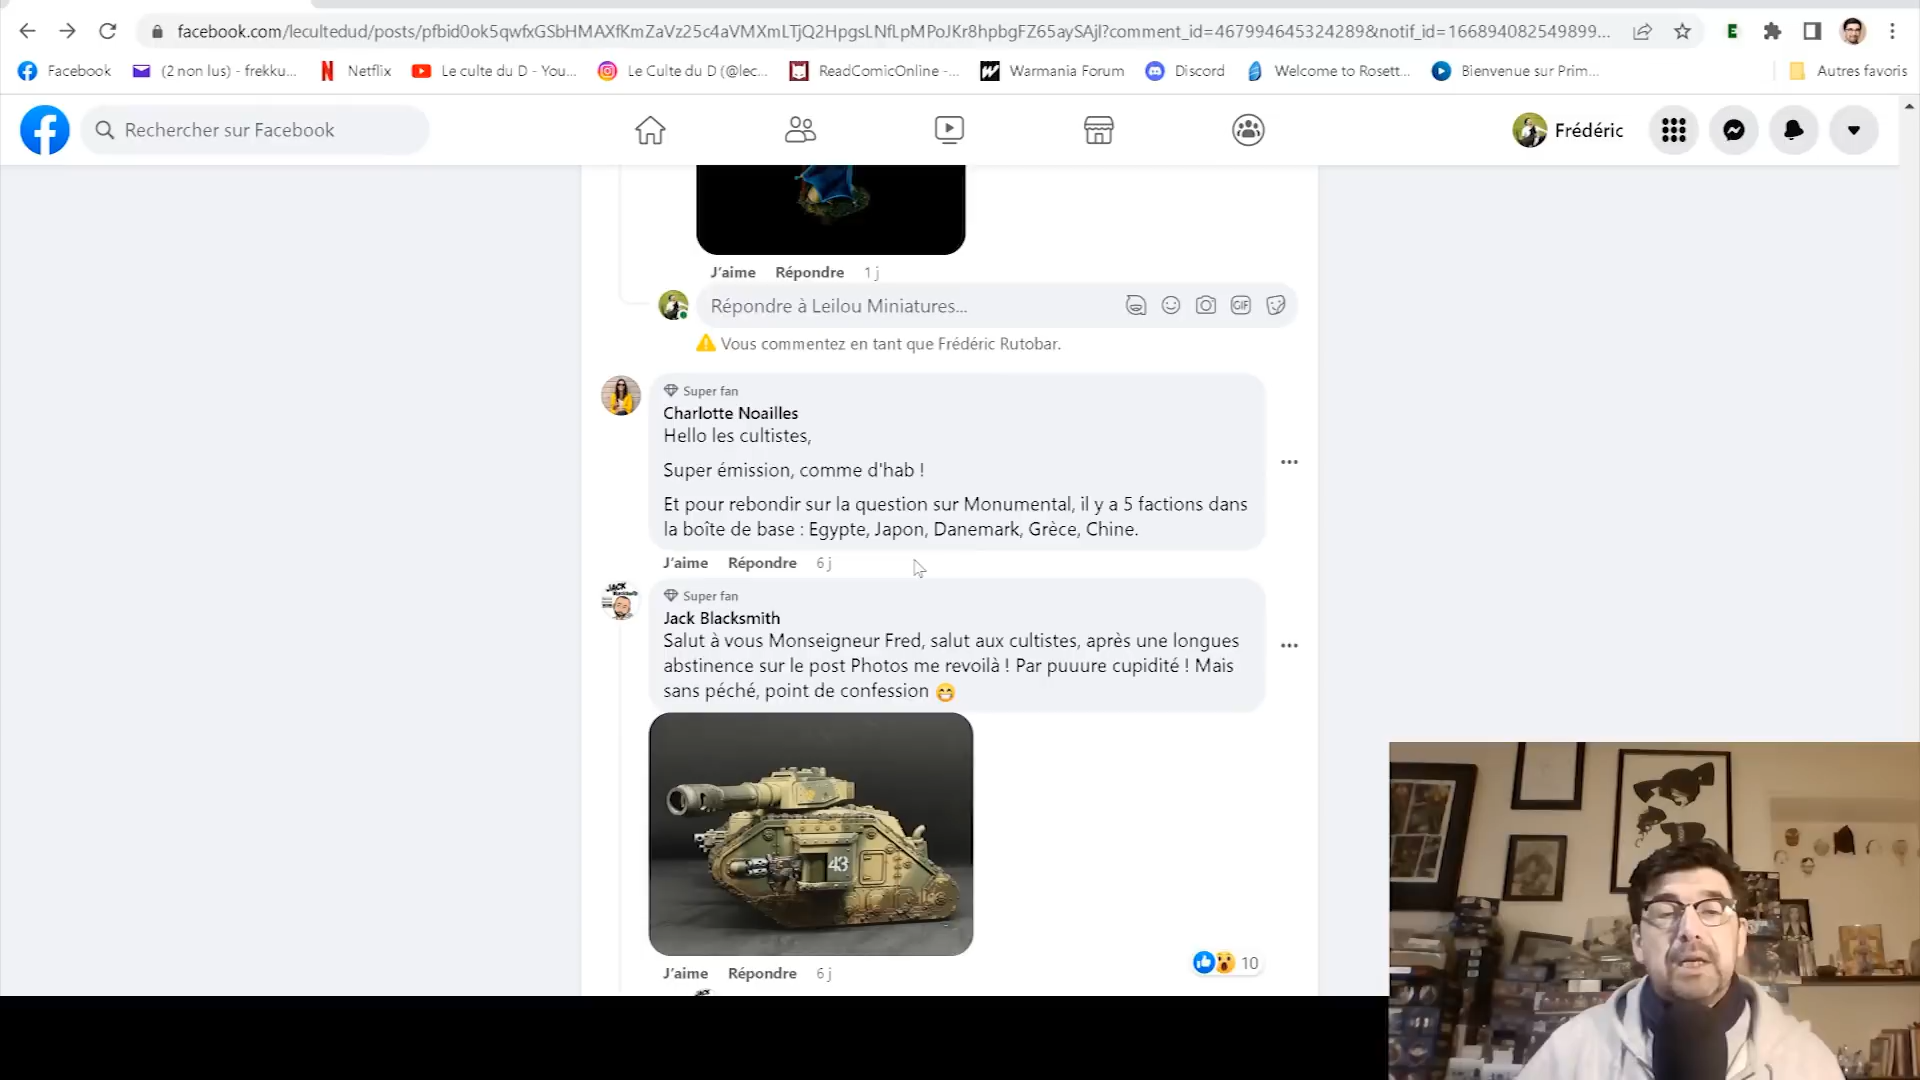 facebook.com/lecultedud/posts/pfbid0ok5qwfxGSbHMAXfKmZaVz25c4aVMXmLTjQ2HpgsLNfLpMPoJKr8hpbgFZ65aySAjl?comment_id=467994645324289&notif_id=166894082549899...
Facebook (2 non lus) - frekku... Netflix Le culte du D - You... Le Culte du D (@lec... ReadComicOnline -... Warmania Forum Discord Welcome to Rosett... Bienvenue sur Prim... Autres favoris
Rechercher sur Facebook Frédéric
J'aime Répondre 1 j
Répondre à Leilou Miniatures... GIF
Vous commentez en tant que Frédéric Rutobar.
Super fan
Charlotte Noailles
Hello les cultistes,
Super émission, comme d'hab !
Et pour rebondir sur la question sur Monumental, il y a 5 factions dans
la boîte de base : Egypte, Japon, Danemark, Grèce, Chine.
J'aime Répondre 6 j
JACK
Super fan
Jack Blacksmith
Salut à vous Monseigneur Fred, salut aux cultistes, après une longues
abstinence sur le post Photos me revoilà ! Par puuure cupidité ! Mais
sans péché, point de confession 😁
43
10
J'aime Répondre 6 j